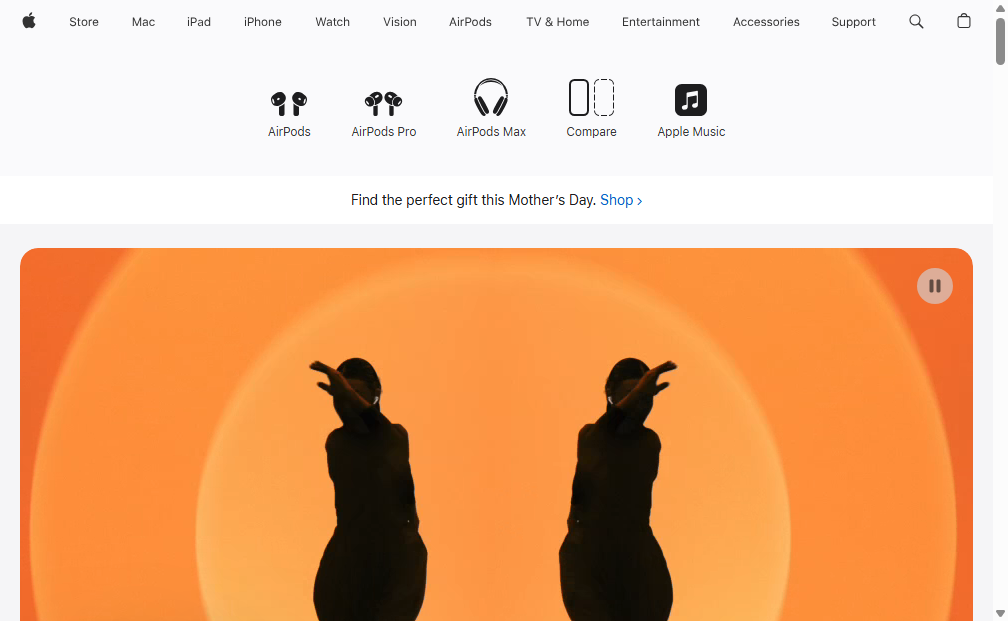 Store Mac iPad iPhone Watch Vision AirPods TV & Home Entertainment Accessories Support
AirPods AirPods Pro AirPods Max Compare Apple Music
Find the perfect gift this Mother’s Day. Shop ›